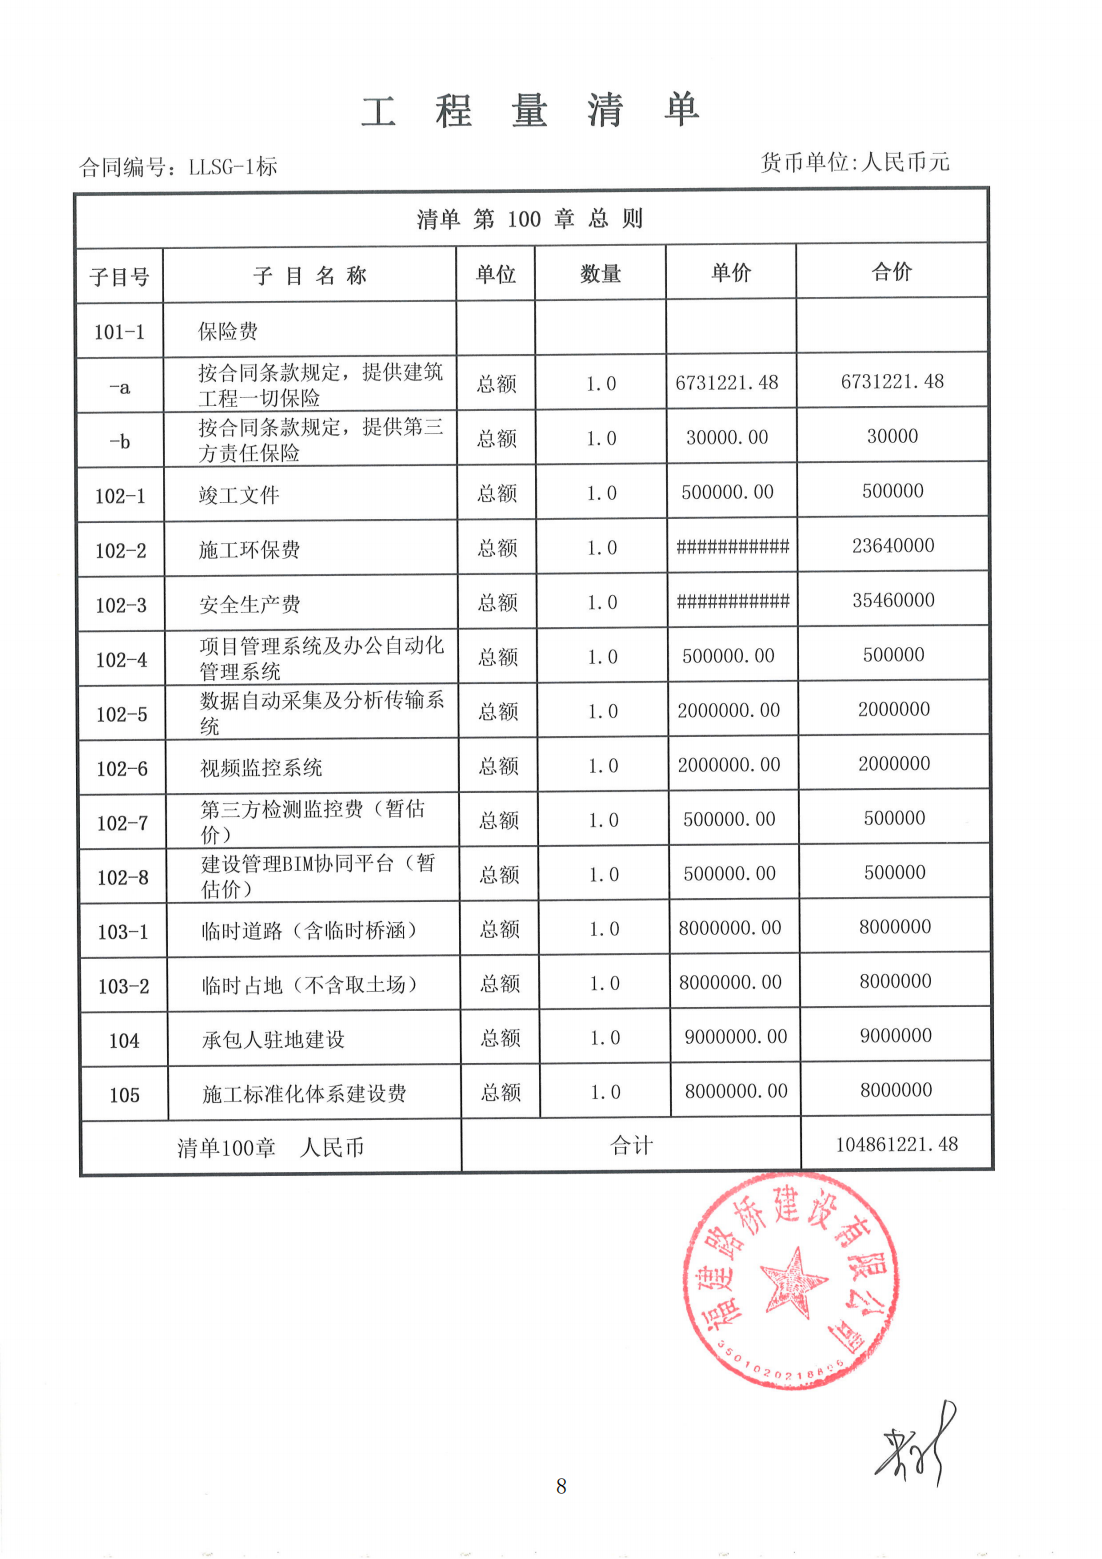 工 程 量 清 单
合同编号: LLSG-1标 货币单位:人民币元
清单 第 100 章 总 则
子目号 子 目 名 称 单位 数量 单价 合价
101-1 保险费
-a 按合同条款规定, 提供建筑工程一切保险 总额 1.0 6731221.48 6731221.48
-b 按合同条款规定, 提供第三方责任保险 总额 1.0 30000.00 30000
102-1 竣工文件 总额 1.0 500000.00 500000
102-2 施工环保费 总额 1.0 ########### 23640000
102-3 安全生产费 总额 1.0 ########### 35460000
102-4 项目管理系统及办公自动化管理系统 总额 1.0 500000.00 500000
102-5 数据自动采集及分析传输系统 总额 1.0 2000000.00 2000000
102-6 视频监控系统 总额 1.0 2000000.00 2000000
102-7 第三方检测监控费（暂估价） 总额 1.0 500000.00 500000
102-8 建设管理BIM协同平台（暂估价） 总额 1.0 500000.00 500000
103-1 临时道路（含临时桥涵） 总额 1.0 8000000.00 8000000
103-2 临时占地（不含取土场） 总额 1.0 8000000.00 8000000
104 承包人驻地建设 总额 1.0 9000000.00 9000000
105 施工标准化体系建设费 总额 1.0 8000000.00 8000000
清单100章 人民币 合计 104861221.48
福建路桥建设有限公司
8